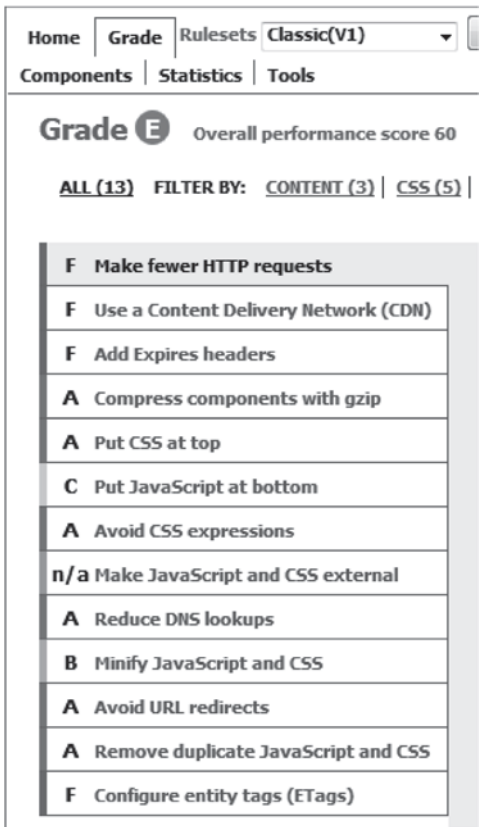 Home Grade Rulesets Classic(V1)
Components | Statistics | Tools
Grade E Overall performance score 60
ALL (13) FILTER BY: CONTENT (3) | CSS (5) |
F Make fewer HTTP requests
F Use a Content Delivery Network (CDN)
F Add Expires headers
A Compress components with gzip
A Put CSS at top
C Put JavaScript at bottom
A Avoid CSS expressions
n/a Make JavaScript and CSS external
A Reduce DNS lookups
B Minify JavaScript and CSS
A Avoid URL redirects
A Remove duplicate JavaScript and CSS
F Configure entity tags (ETags)